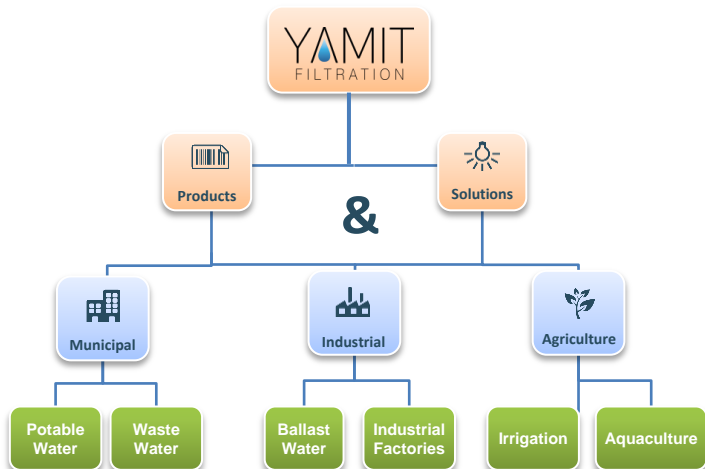 YAMIT
FILTRATION
Products
Solutions
&
Municipal
Industrial
Agriculture
Potable
Water
Waste
Water
Ballast
Water
Industrial
Factories
Irrigation
Aquaculture